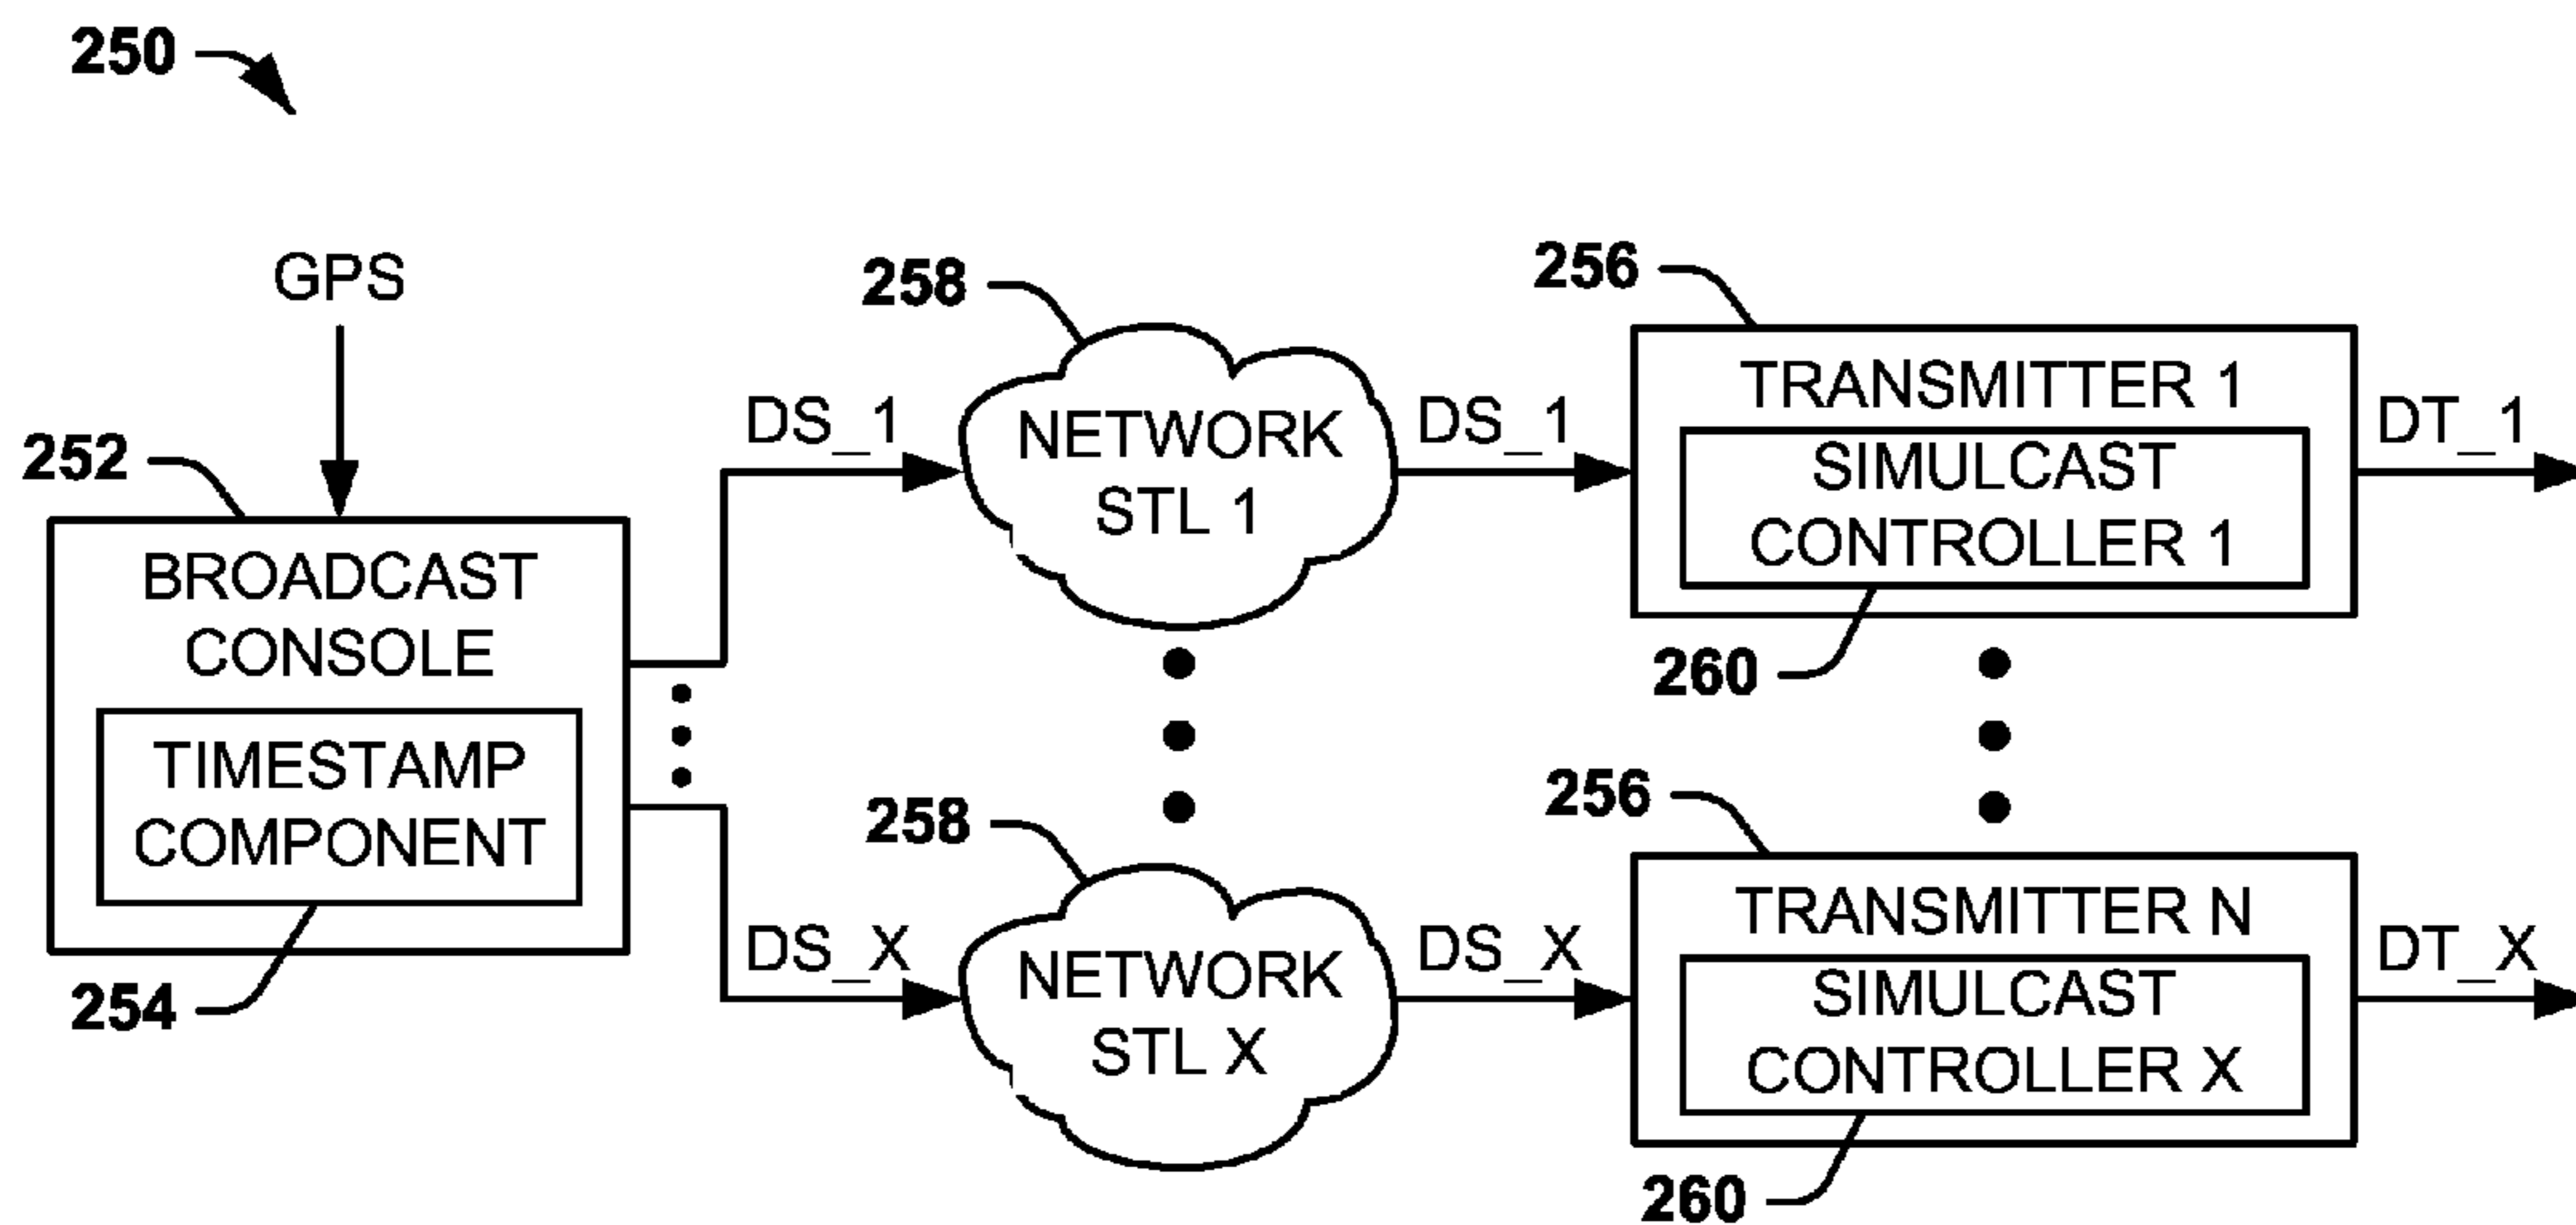 250
GPS
252
BROADCAST
CONSOLE
TIMESTAMP
COMPONENT
254
DS_1
DS_X
258
NETWORK
STL 1
258
NETWORK
STL X
DS_1
DS_X
256
TRANSMITTER 1
SIMULCAST
CONTROLLER 1
260
DT_1
256
TRANSMITTER N
SIMULCAST
CONTROLLER X
260
DT_X